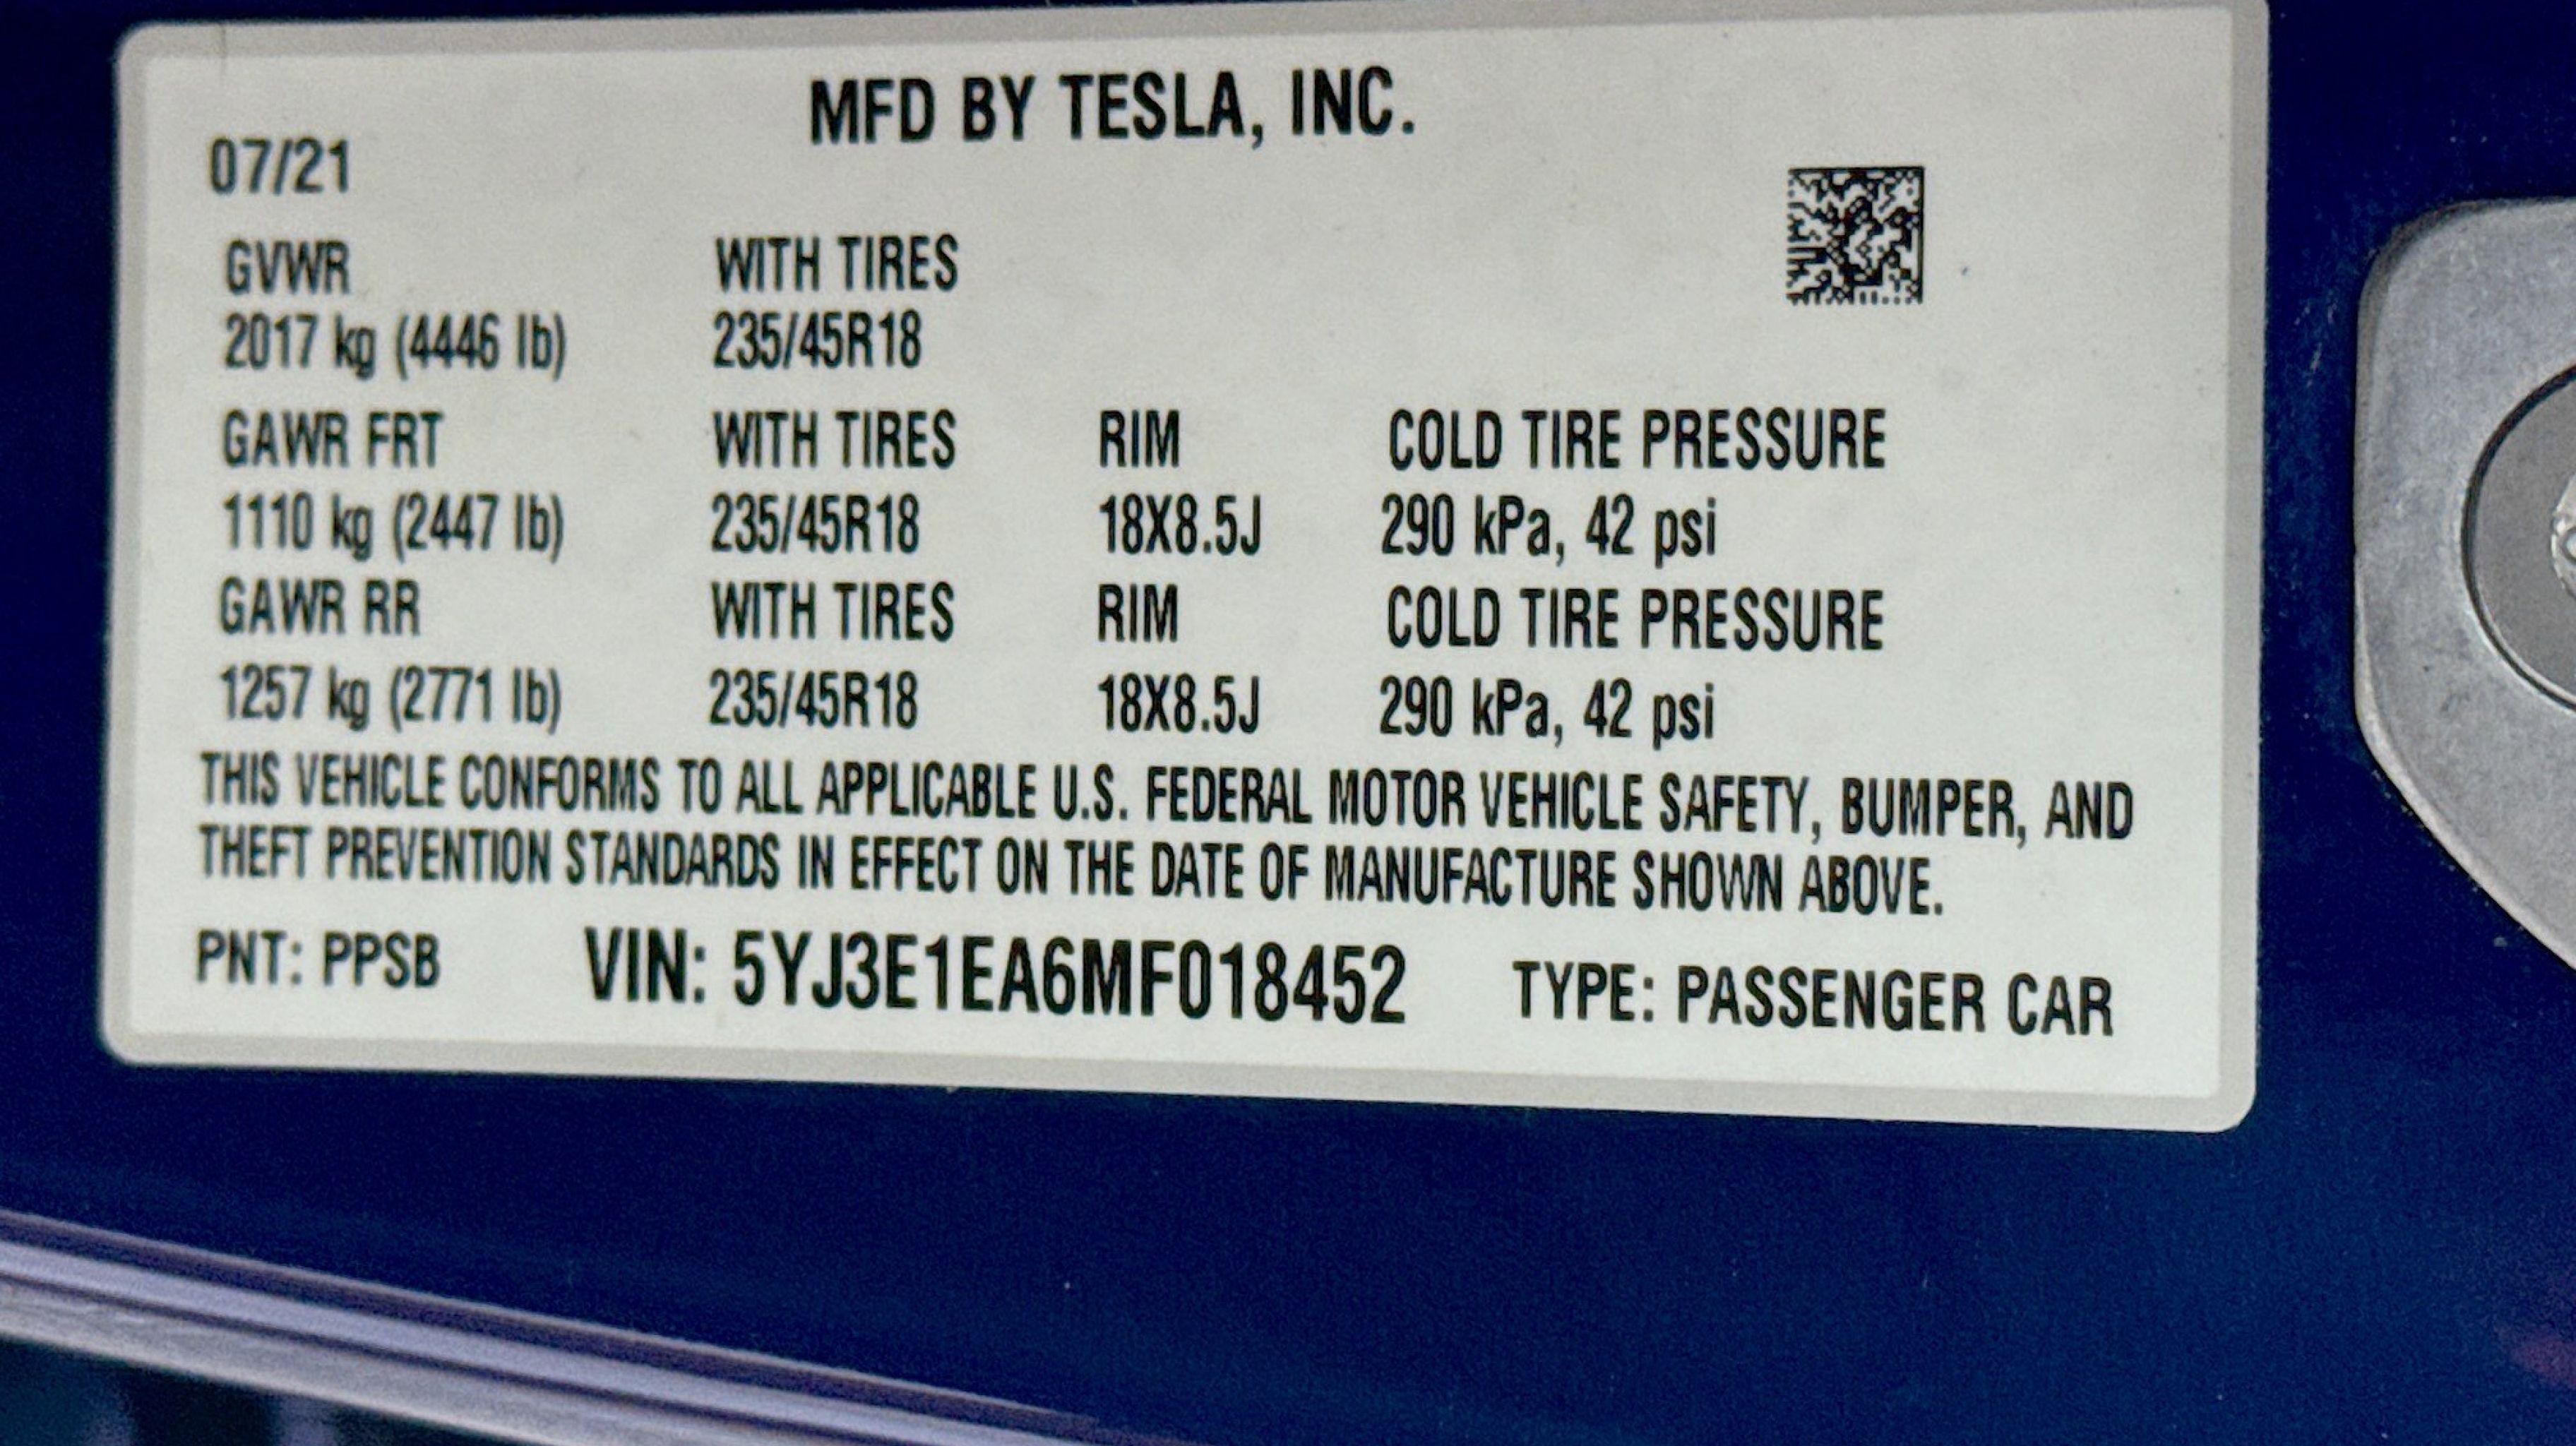 MFD BY TESLA, INC.
07/21
GVWR WITH TIRES
2017 kg (4446 lb) 235/45R18
GAWR FRT WITH TIRES RIM COLD TIRE PRESSURE
1110 kg (2447 lb) 235/45R18 18X8.5J 290 kPa, 42 psi
GAWR RR WITH TIRES RIM COLD TIRE PRESSURE
1257 kg (2771 lb) 235/45R18 18X8.5J 290 kPa, 42 psi
THIS VEHICLE CONFORMS TO ALL APPLICABLE U.S. FEDERAL MOTOR VEHICLE SAFETY, BUMPER, AND
THEFT PREVENTION STANDARDS IN EFFECT ON THE DATE OF MANUFACTURE SHOWN ABOVE.
PNT: PPSB VIN: 5YJ3E1EA6MF018452 TYPE: PASSENGER CAR